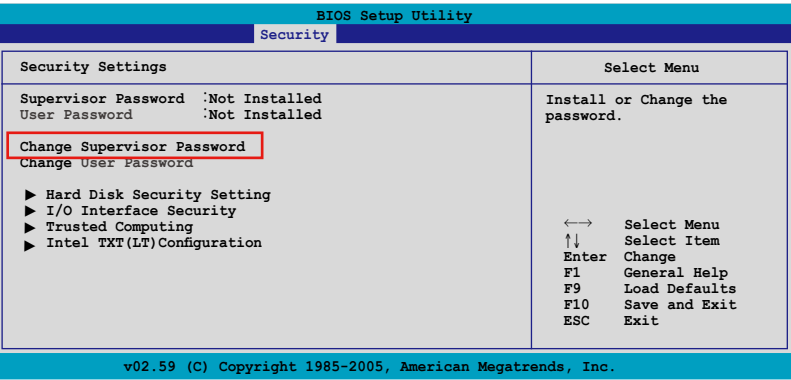 BIOS Setup Utility
Security
Security Settings
Supervisor Password :Not Installed
User Password :Not Installed
Change Supervisor Password
Change User Password
▶ Hard Disk Security Setting
▶ I/O Interface Security
▶ Trusted Computing
▶ Intel TXT(LT)Configuration
Select Menu
Install or Change the
password.
←→ Select Menu
↑↓ Select Item
Enter Change
F1 General Help
F9 Load Defaults
F10 Save and Exit
ESC Exit
v02.59 (C) Copyright 1985-2005, American Megatrends, Inc.